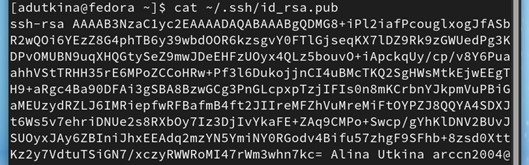 [adutkina@fedora ~]$ cat ~/.ssh/id_rsa.pub
ssh-rsa AAAAB3NzaC1yc2EAAAADAQABAAABgQDMG8+iPl2iafPcouglxogJfASb
R2wQOi6YEzZ8G4phTB6y39wbdOOR6kzsgvY0FTlGjseqKX7lDZ9Rk9zGWUedPg3K
DPvOMUBN9uqXHQGtySeZ9mwJDeEHFzUOyx4QLz5bouvO+iApckqUy/cp/v8Y6Pua
ahhVStTRHH35rE6MPoZCCoHRw+Pf3l6DukojjnCI4uBMcTKQ2SgHWsMtkEjwEEgT
H9+aRgc4Ba90DFAi3gSBA8BzwGCg3PnGLcpxpTzjIFIs0n8mKCrbnYJkpmVuPBiG
aMEUzydRZLJ6IMRiepfwRFBafmB4ft2JIIreMFZhVuMreMiFtOYPZJ8QQYA4SDXJ
t6Ws5v7ehriDNUe2s8RXbOy7Iz3DjIvYkaFE+ZAq9CMPo+Swcp/gYhKlDNV2BUvJ
SUOyxJAy6ZBIniJhxEEAdq2mzYN5YmiNY0RGodv4Bifu57zhgF9SFhb+8zsd0Xtt
Kz2y7VdtuTSiGN7/xczyRWWRoMI47rWm3whn7kc= Alina Utkina arccn2004@